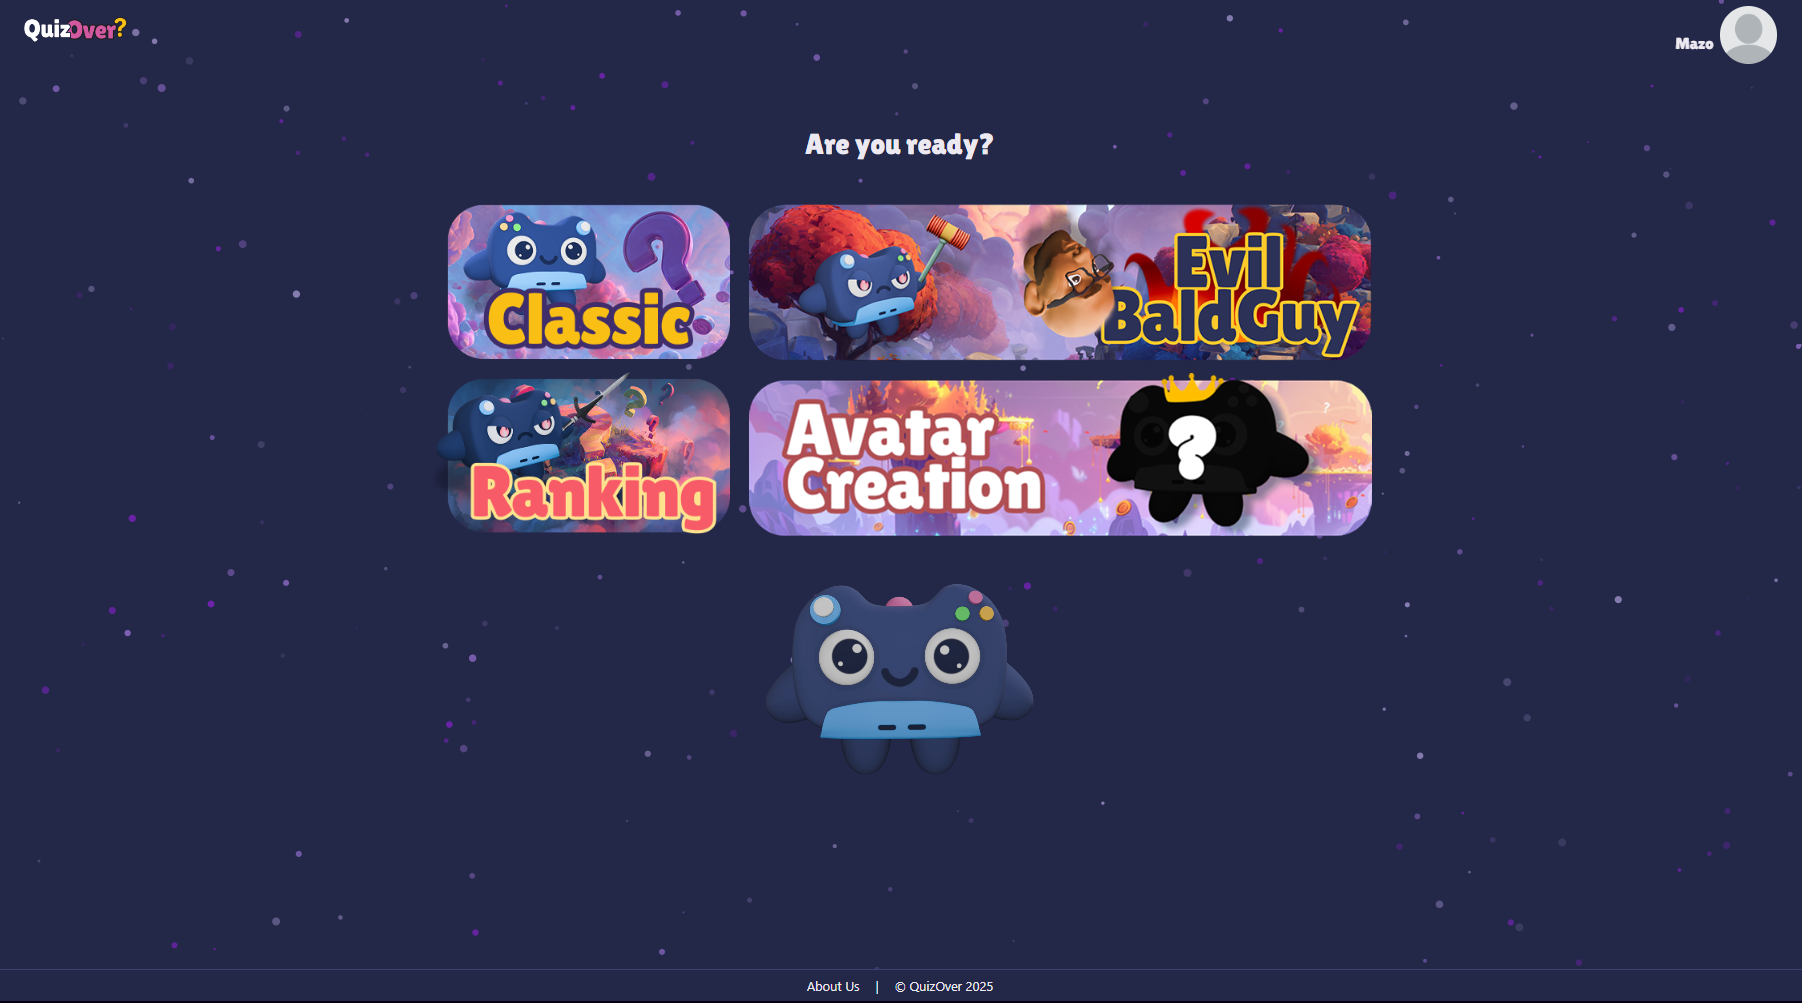 QuizOver?
Mazo
Are you ready?
?
Classic
Evil
BaldGuy
Ranking
Avatar
Creation
?
?
About Us | © QuizOver 2025